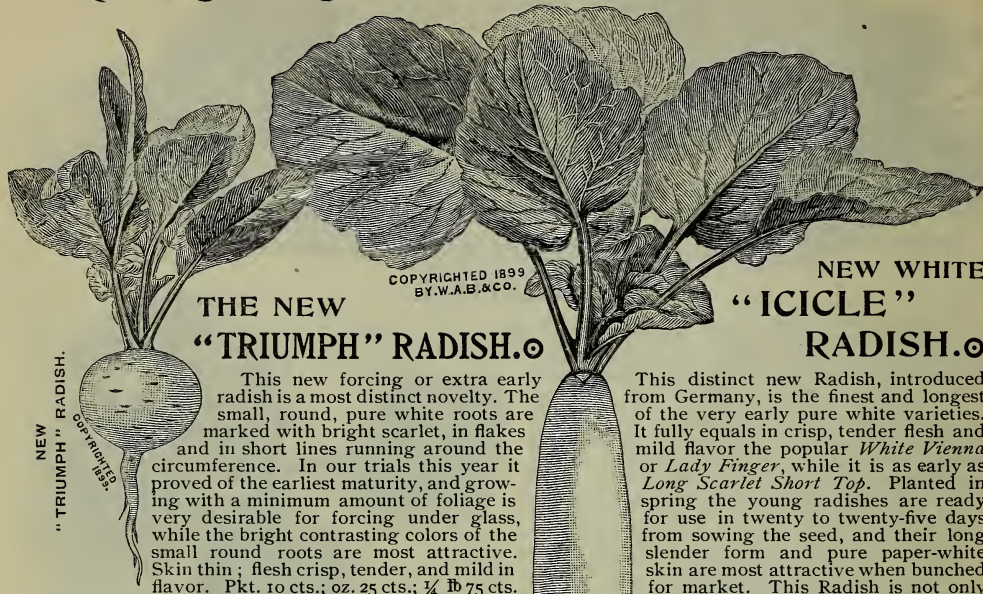 COPYRIGHTED 1899
BY.W.A.B.&CO.
NEW
"TRIUMPH" RADISH.
COPYRIGHTED
1899.
THE NEW
"TRIUMPH" RADISH.
This new forcing or extra early
radish is a most distinct novelty. The
small, round, pure white roots are
marked with bright scarlet, in flakes
and in short lines running around the
circumference. In our trials this year it
proved of the earliest maturity, and grow-
ing with a minimum amount of foliage is
very desirable for forcing under glass,
while the bright contrasting colors of the
small round roots are most attractive.
Skin thin; flesh crisp, tender, and mild in
flavor. Pkt. 10 cts.; oz. 25 cts.; ¼ lb 75 cts.
NEW WHITE
"ICICLE"
RADISH.
This distinct new Radish, introduced
from Germany, is the finest and longest
of the very early pure white varieties.
It fully equals in crisp, tender flesh and
mild flavor the popular White Vienna
or Lady Finger, while it is as early as
Long Scarlet Short Top. Planted in
spring the young radishes are ready
for use in twenty to twenty-five days
from sowing the seed, and their long
slender form and pure paper-white
skin are most attractive when bunched
for market. This Radish is not only